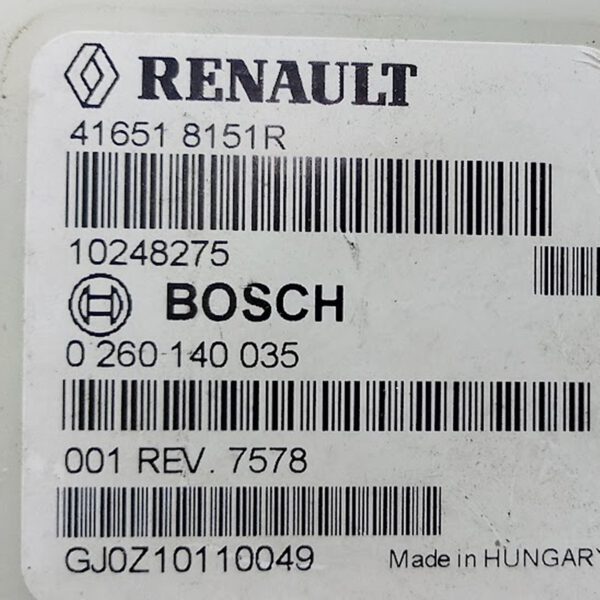 RENAULT
41651 8151R
10248275
BOSCH
0 260 140 035
001 REV. 7578
GJ0Z10110049
Made in HUNGARY